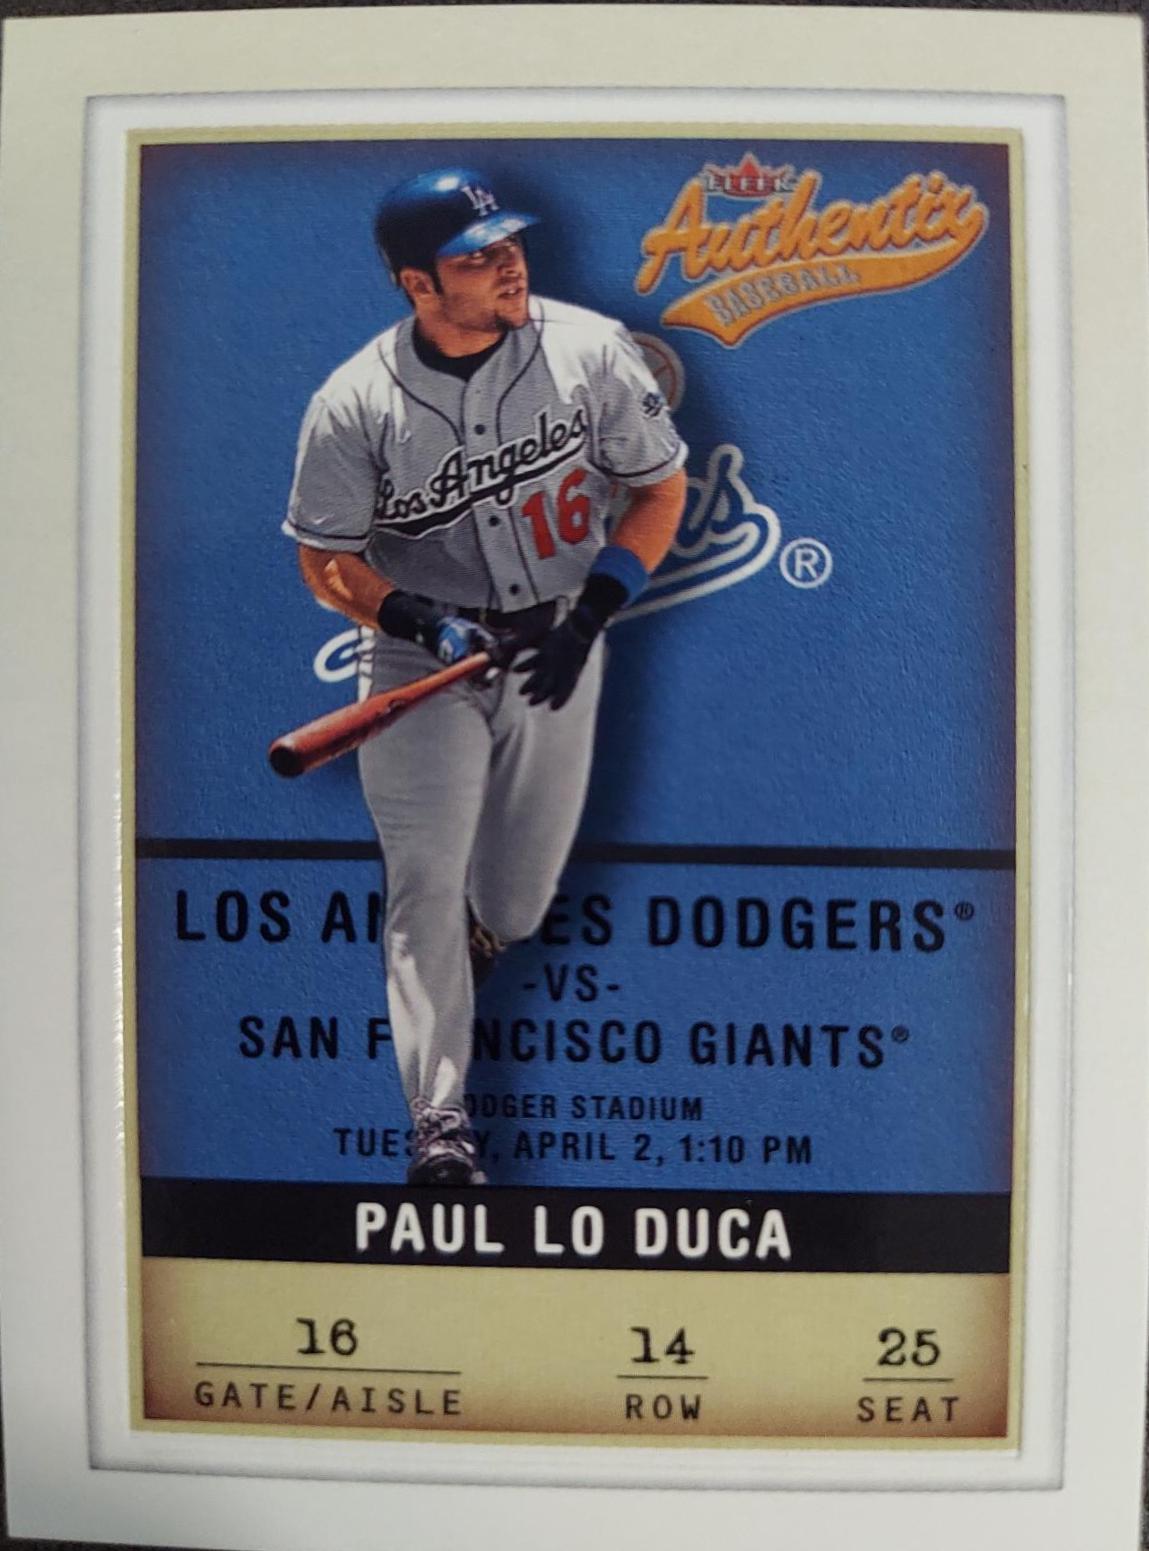 FLEER
Authentix
BASEBALL
LA
Los Angeles
16
rs®
LOS AN ES DODGERS®
-VS-
SAN F NCISCO GIANTS®
ODGER STADIUM
TUES Y, APRIL 2, 1:10 PM
PAUL LO DUCA
16 14 25
GATE/AISLE ROW SEAT